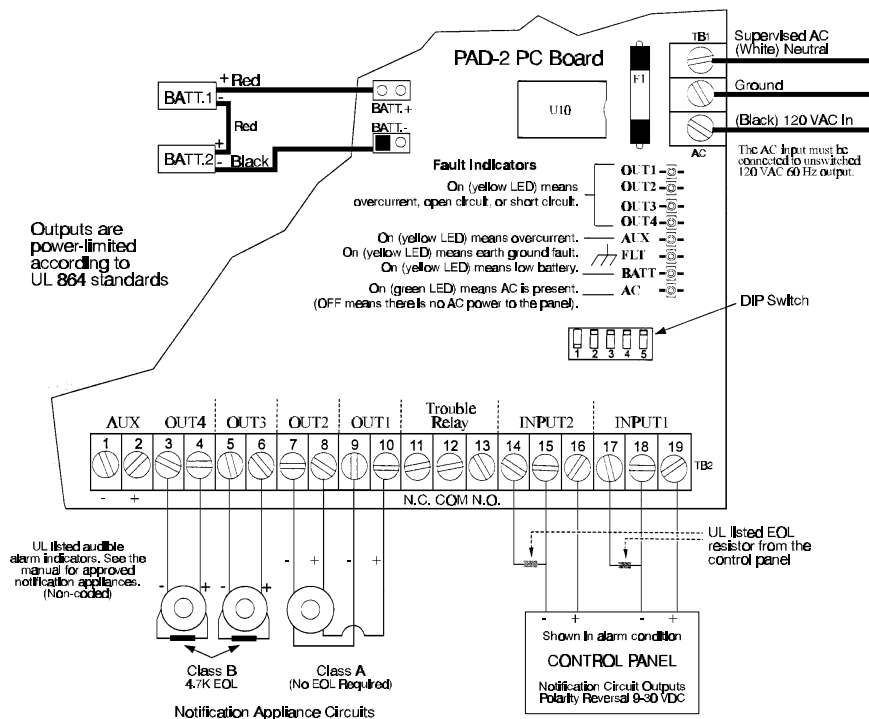 TB1
Supervised AC
(White) Neutral
PAD-2 PC Board
F1
+ Red
BATT.1
-
BATT.+
U10
Ground
Red
BATT.-
(Black) 120 VAC In
+
BATT.2
- Black
AC
The AC input must be
connected to unswitched
120 VAC 60 Hz output.
Fault Indicators
OUT1
On (yellow LED) means
overcurrent, open circuit, or short circuit.
OUT2
OUT3
OUT4
On (yellow LED) means overcurrent.
AUX
On (yellow LED) means earth ground fault.
FLT
On (yellow LED) means low battery.
BATT
On (green LED) means AC is present.
(OFF means there is no AC power to the panel).
AC
Outputs are
power-limited
according to
UL 864 standards
DIP Switch
1 2 3 4 5
AUX OUT4 OUT3 OUT2 OUT1 Trouble
Relay INPUT2 INPUT1
1 2 3 4 5 6 7 8 9 10 11 12 13 14 15 16 17 18 19
TB2
- +
N.C. COM N.O.
UL listed audible
alarm indicators. See the
manual for approved
notification appliances.
(Non-coded)
- + - + - + - +
UL listed EOL
resistor from the
control panel
Class B
4.7K EOL
Class A
(No EOL Required)
Notification Appliance Circuits
- + - +
Shown in alarm condition
CONTROL PANEL
Notification Circuit Outputs
Polarity Reversal 9-30 VDC